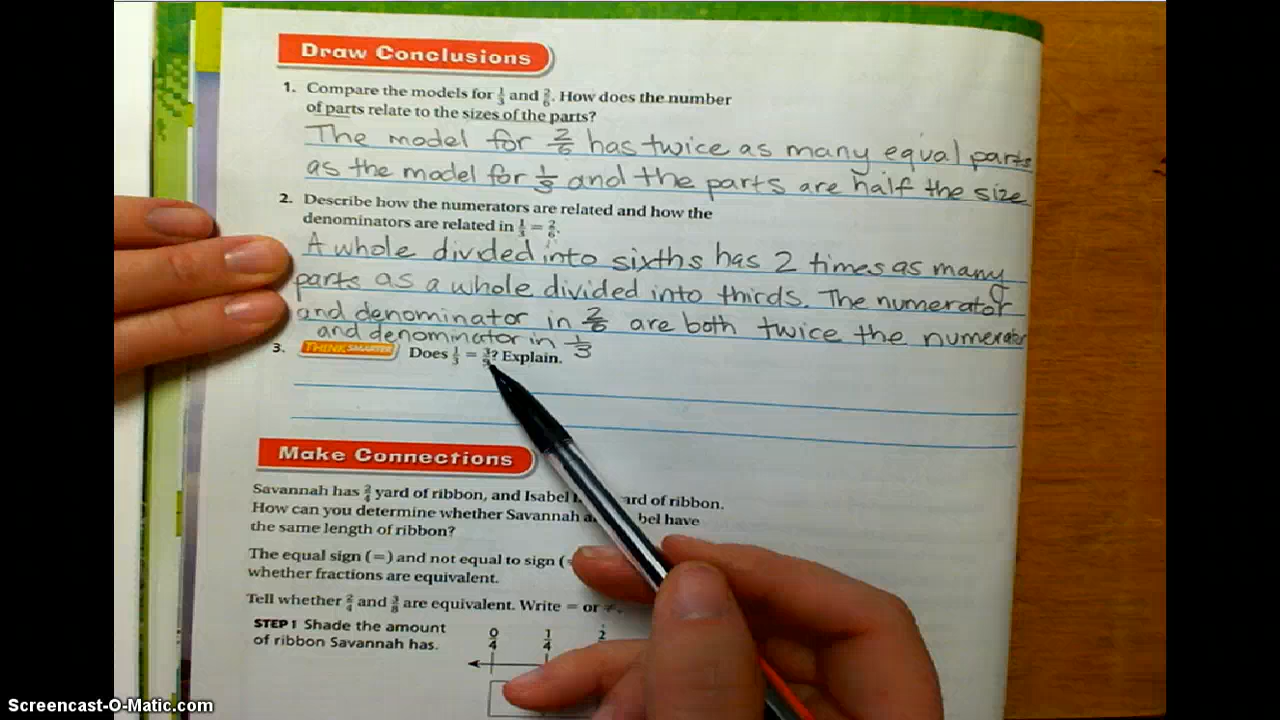 Draw Conclusions
1. Compare the models for 1/3 and 2/6. How does the number
of parts relate to the sizes of the parts?
The model for 2/6 has twice as many equal parts
as the model for 1/3 and the parts are half the size
2. Describe how the numerators are related and how the
denominators are related in 1/3 = 2/6.
A whole divided into sixths has 2 times as many
parts as a whole divided into thirds. The numerator
and denominator in 2/6 are both twice the numerator
and denominator in 1/3
3. THINK SMARTER Does 1/3 = 3/9? Explain.
Make Connections
Savannah has 2/4 yard of ribbon, and Isabel yard of ribbon.
How can you determine whether Savannah have
the same length of ribbon?
The equal sign (=) and not equal to sign (
whether fractions are equivalent.
Tell whether 2/4 and 3/8 are equivalent. Write = or ≠.
STEP 1 Shade the amount
of ribbon Savannah has.
0/4 1/4 2
Screencast-O-Matic.com